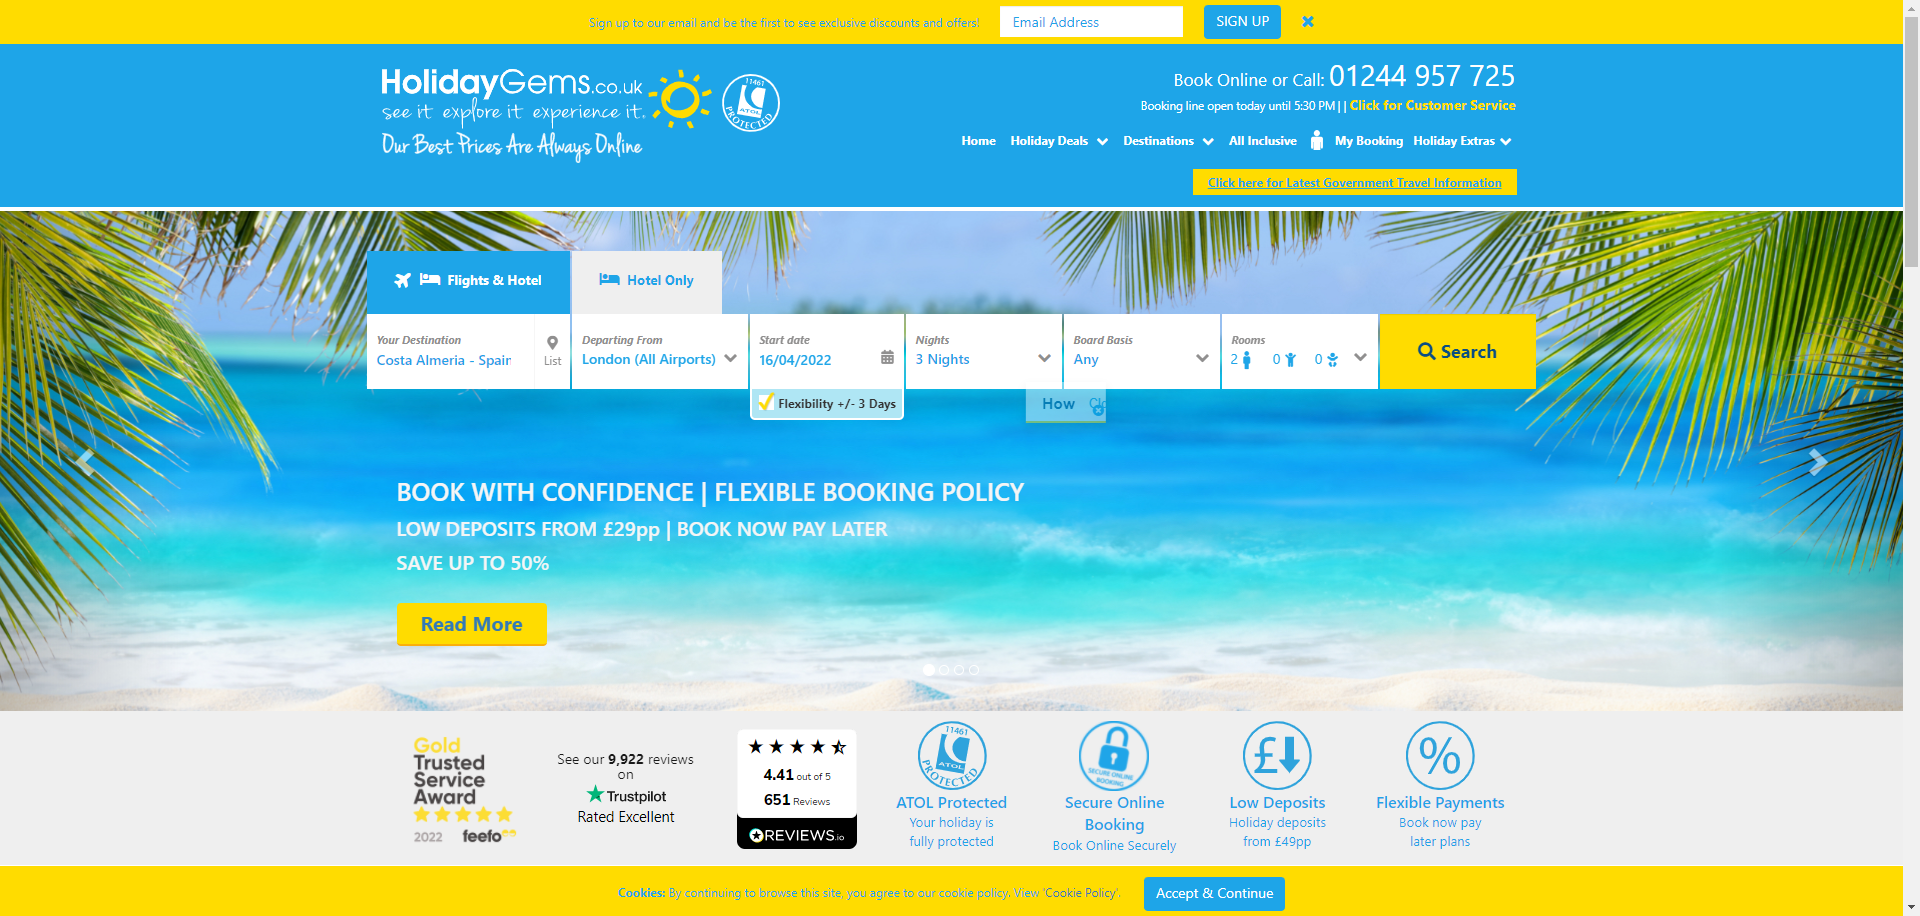 Sign up to our email and be the first to see exclusive discounts and offers!
Email Address
SIGN UP
HolidayGems.co.uk
see it explore it experience it.
Our Best Prices Are Always Online
11461
ATOL
PROTECTED
Book Online or Call: 01244 957 725
Booking line open today until 5:30 PM | | Click for Customer Service
Home Holiday Deals Destinations All Inclusive My Booking Holiday Extras
Click here for Latest Government Travel Information
Flights & Hotel
Hotel Only
Your Destination
Costa Almeria - Spain
List
Departing From
London (All Airports)
Start date
16/04/2022
Nights
3 Nights
Board Basis
Any
Rooms
2 0 0
Search
Flexibility +/- 3 Days
How
BOOK WITH CONFIDENCE | FLEXIBLE BOOKING POLICY
LOW DEPOSITS FROM £29pp | BOOK NOW PAY LATER
SAVE UP TO 50%
Read More
Gold
Trusted
Service
Award
2022 feefo
See our 9,922 reviews
on
Trustpilot
Rated Excellent
4.41 out of 5
651 Reviews
REVIEWS.io
11461
ATOL
PROTECTED
ATOL Protected
Your holiday is
fully protected
SECURE ONLINE
BOOKING
Secure Online
Booking
Book Online Securely
£
Low Deposits
Holiday deposits
from £49pp
%
Flexible Payments
Book now pay
later plans
Cookies: By continuing to browse this site, you agree to our cookie policy. View 'Cookie Policy'.
Accept & Continue